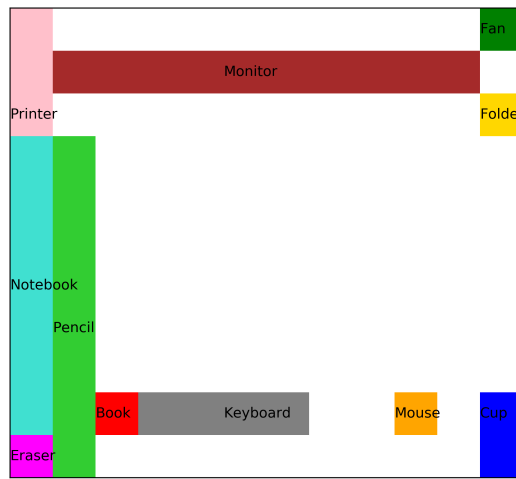 Fan
Monitor
Printer
Folde
Notebook
Pencil
Book
Keyboard
Mouse
Cup
Eraser